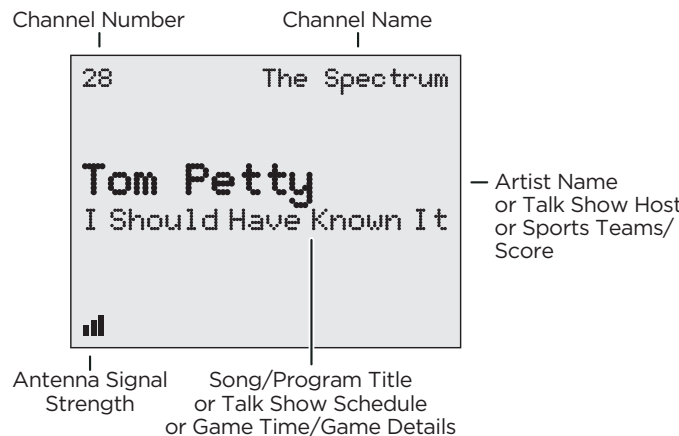 Channel Number
Channel Name
28
The Spectrum
Tom Petty
I Should Have Known It
Artist Name
or Talk Show Host
or Sports Teams/
Score
Antenna Signal
Strength
Song/Program Title
or Talk Show Schedule
or Game Time/Game Details